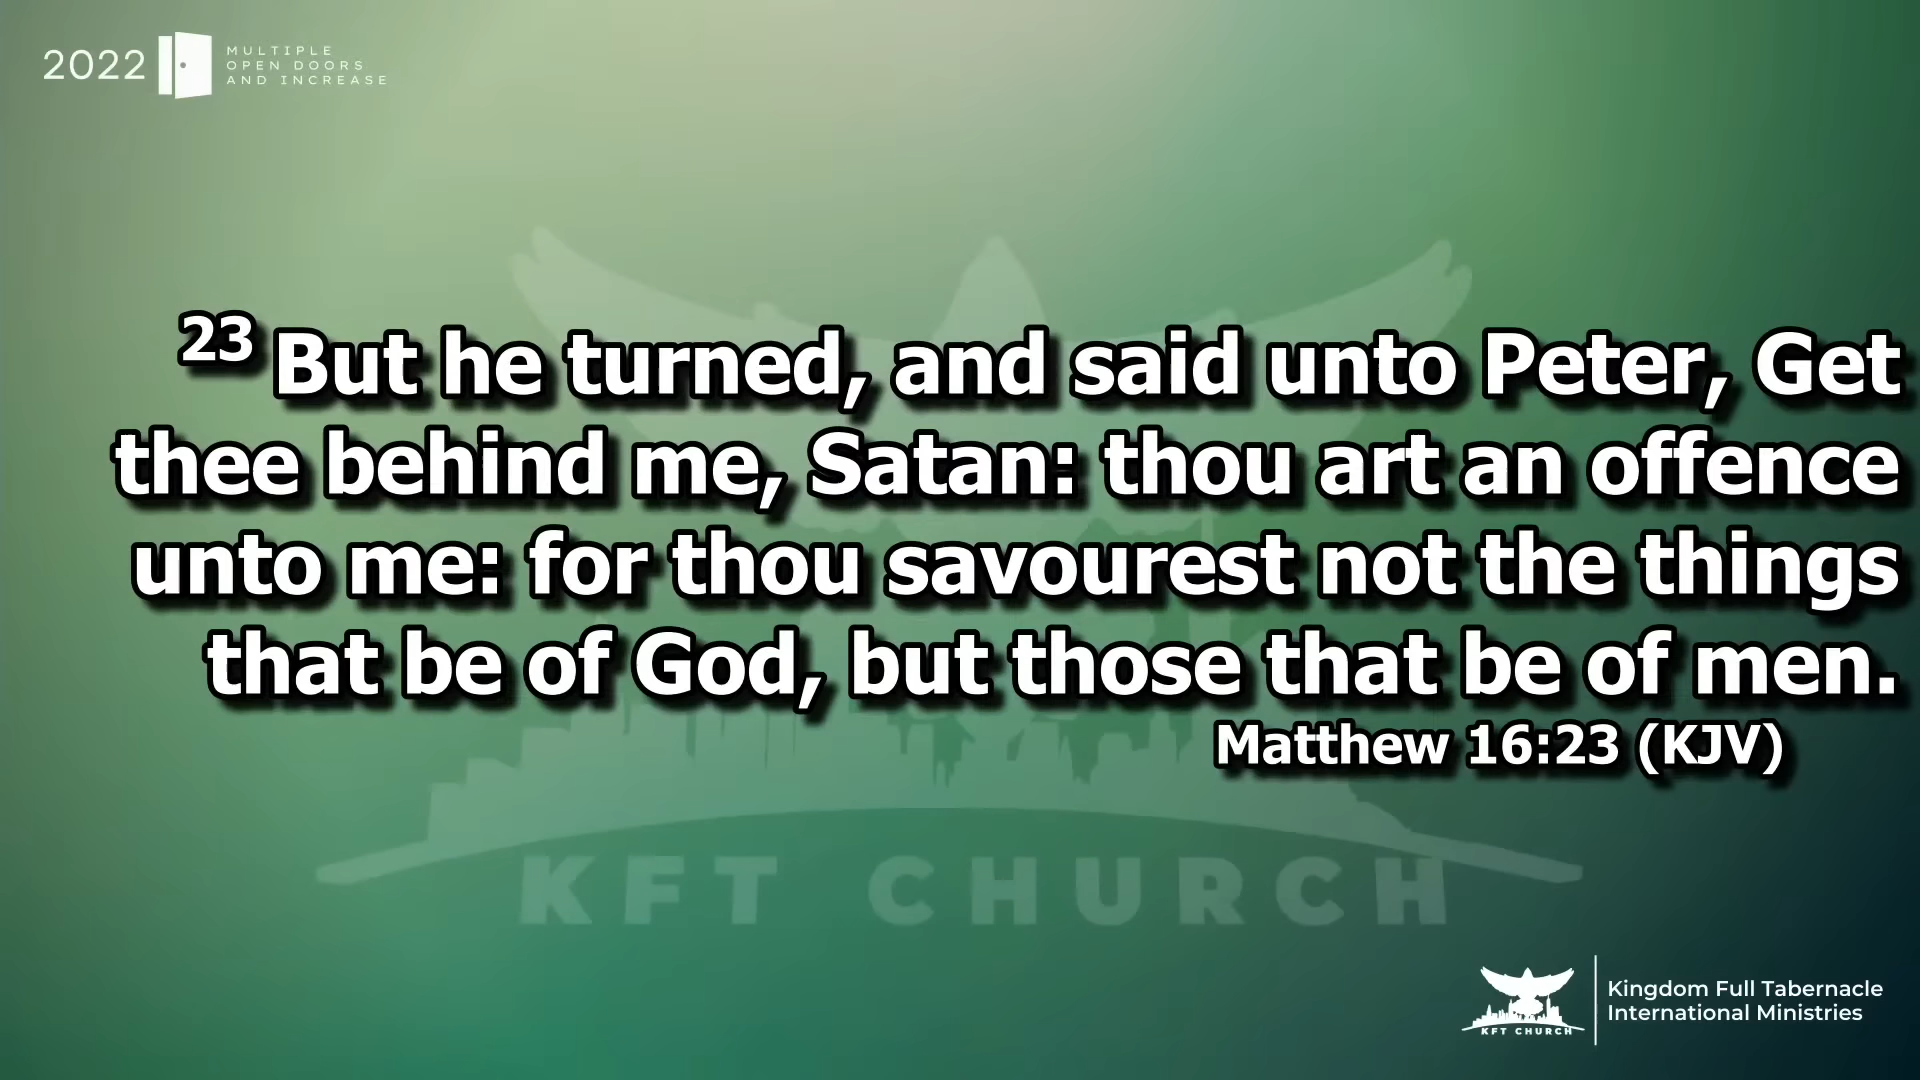 2022
MULTIPLE
OPEN DOORS
AND INCREASE
23 But he turned, and said unto Peter, Get
thee behind me, Satan: thou art an offence
unto me: for thou savourest not the things
that be of God, but those that be of men.
Matthew 16:23 (KJV)
KFT CHURCH
KFT CHURCH
Kingdom Full Tabernacle
International Ministries